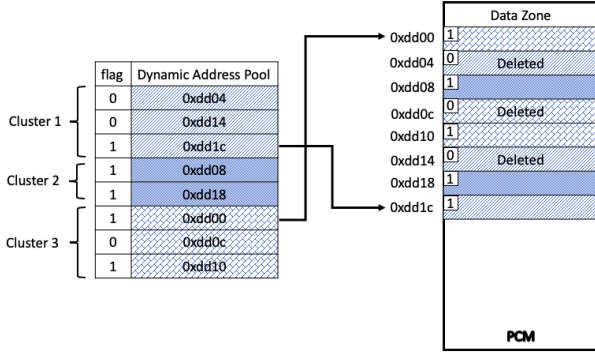 flag Dynamic Address Pool
Cluster 1
0 0xdd04
0 0xdd14
1 0xdd1c
Cluster 2
1 0xdd08
1 0xdd18
Cluster 3
1 0xdd00
0 0xdd0c
1 0xdd10
Data Zone
0xdd00 1
0xdd04 0 Deleted
0xdd08 1
0xdd0c 0 Deleted
0xdd10 1
0xdd14 0 Deleted
0xdd18 1
0xdd1c 1
PCM